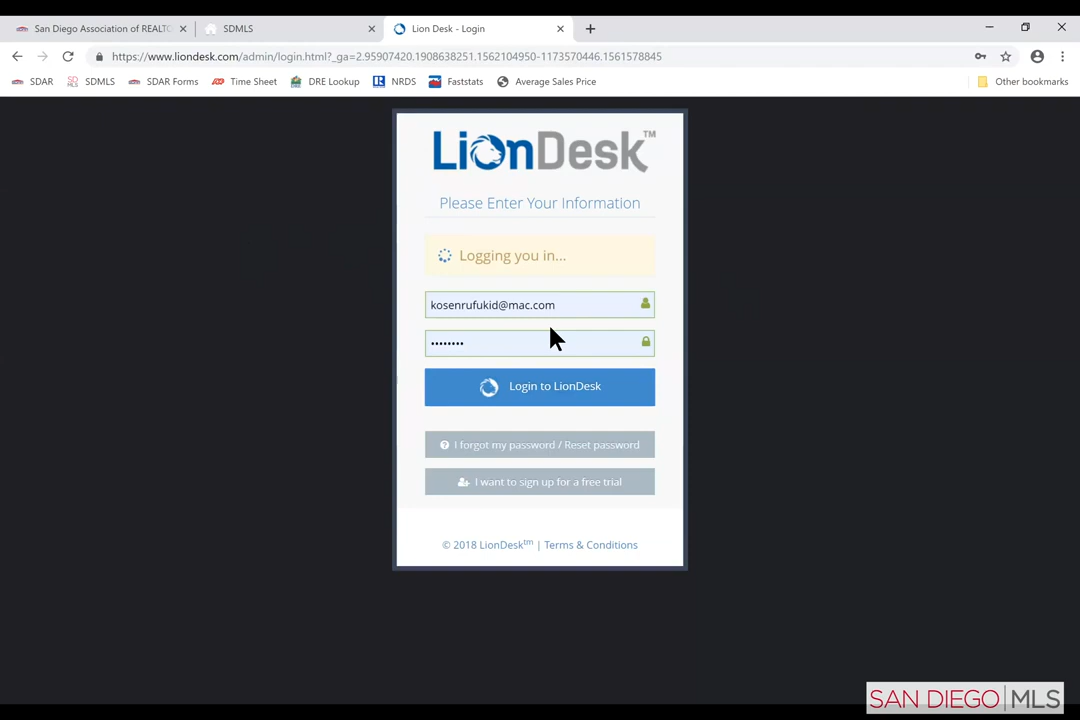 San Diego Association of REALTO
SDMLS
Lion Desk - Login
https://www.liondesk.com/admin/login.html?_ga=2.95907420.1908638251.1562104950-1173570446.1561578845
SDAR
SDMLS
SDAR Forms
Time Sheet
DRE Lookup
NRDS
Faststats
Average Sales Price
Other bookmarks
LionDesk™
Please Enter Your Information
Logging you in...
kosenrufukid@mac.com
••••••••
Login to LionDesk
I forgot my password / Reset password
I want to sign up for a free trial
© 2018 LionDesk™ | Terms & Conditions
SAN DIEGO | MLS